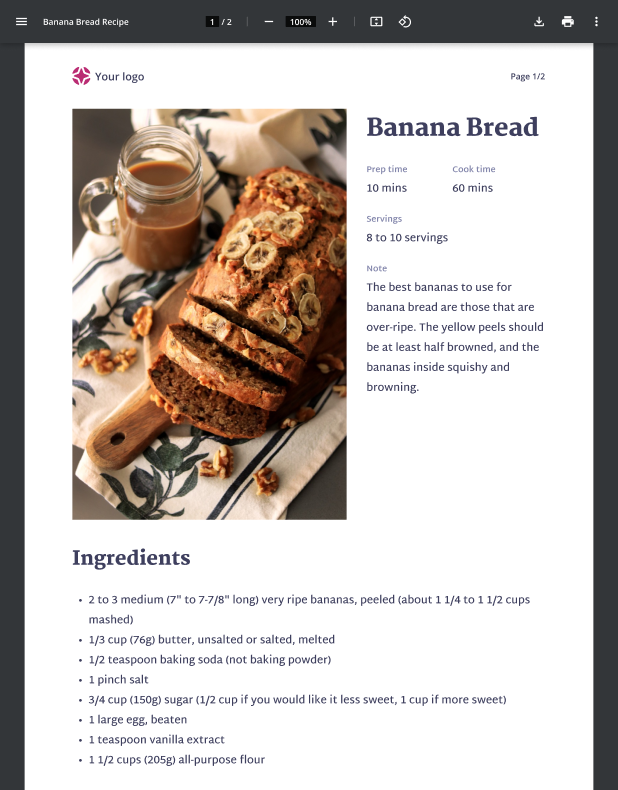 Banana Bread Recipe
1 / 2
100%
Your logo
Page 1/2
Banana Bread
Prep time
Cook time
10 mins
60 mins
Servings
8 to 10 servings
Note
The best bananas to use for
banana bread are those that are
over-ripe. The yellow peels should
be at least half browned, and the
bananas inside squishy and
browning.
Ingredients
• 2 to 3 medium (7" to 7-7/8" long) very ripe bananas, peeled (about 1 1/4 to 1 1/2 cups
mashed)
• 1/3 cup (76g) butter, unsalted or salted, melted
• 1/2 teaspoon baking soda (not baking powder)
• 1 pinch salt
• 3/4 cup (150g) sugar (1/2 cup if you would like it less sweet, 1 cup if more sweet)
• 1 large egg, beaten
• 1 teaspoon vanilla extract
• 1 1/2 cups (205g) all-purpose flour